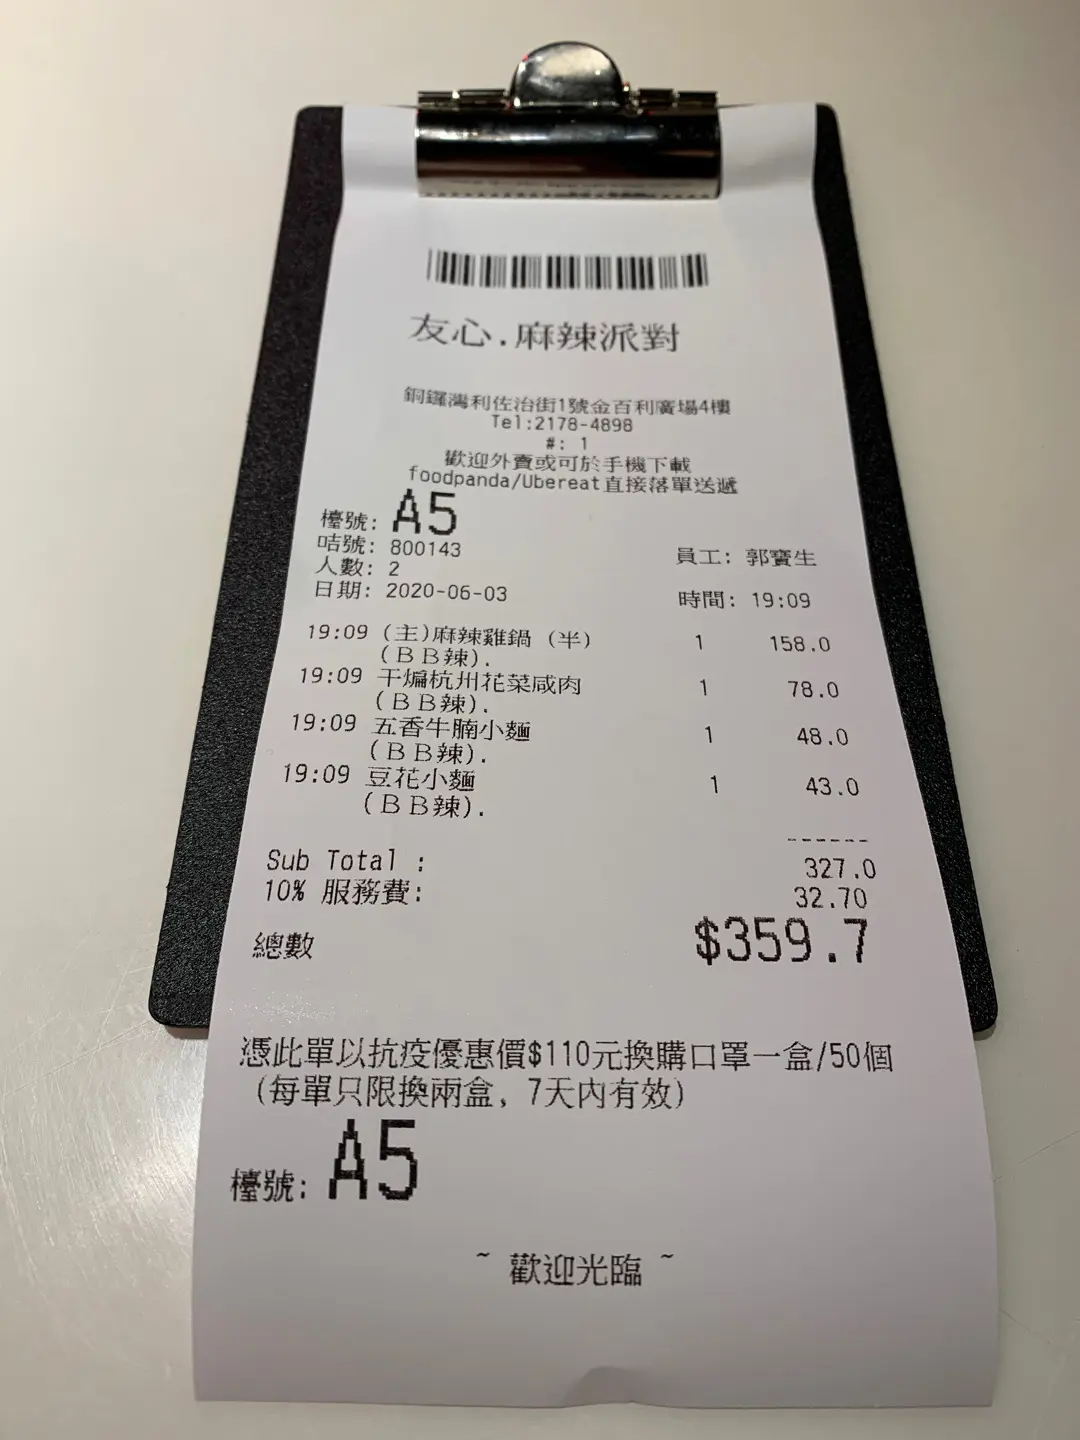 友心.麻辣派對
銅鑼灣利佐治街1號金百利廣場4樓
Tel:2178-4898
#: 1
歡迎外賣或可於手機下載
foodpanda/Ubereat直接落單送遞
檯號: A5
咭號: 800143
員工: 郭寶生
人數: 2
日期: 2020-06-03
時間: 19:09
19:09 (主)麻辣雞鍋 (半) 1 158.0
(ＢＢ辣).
19:09 干煸杭州花菜咸肉 1 78.0
(ＢＢ辣).
19:09 五香牛腩小麵 1 48.0
(ＢＢ辣).
19:09 豆花小麵 1 43.0
(ＢＢ辣).
------
Sub Total : 327.0
10% 服務費: 32.70
總數 $359.7
憑此單以抗疫優惠價$110元換購口罩一盒/50個
(每單只限換兩盒, 7天內有效)
檯號: A5
~ 歡迎光臨 ~